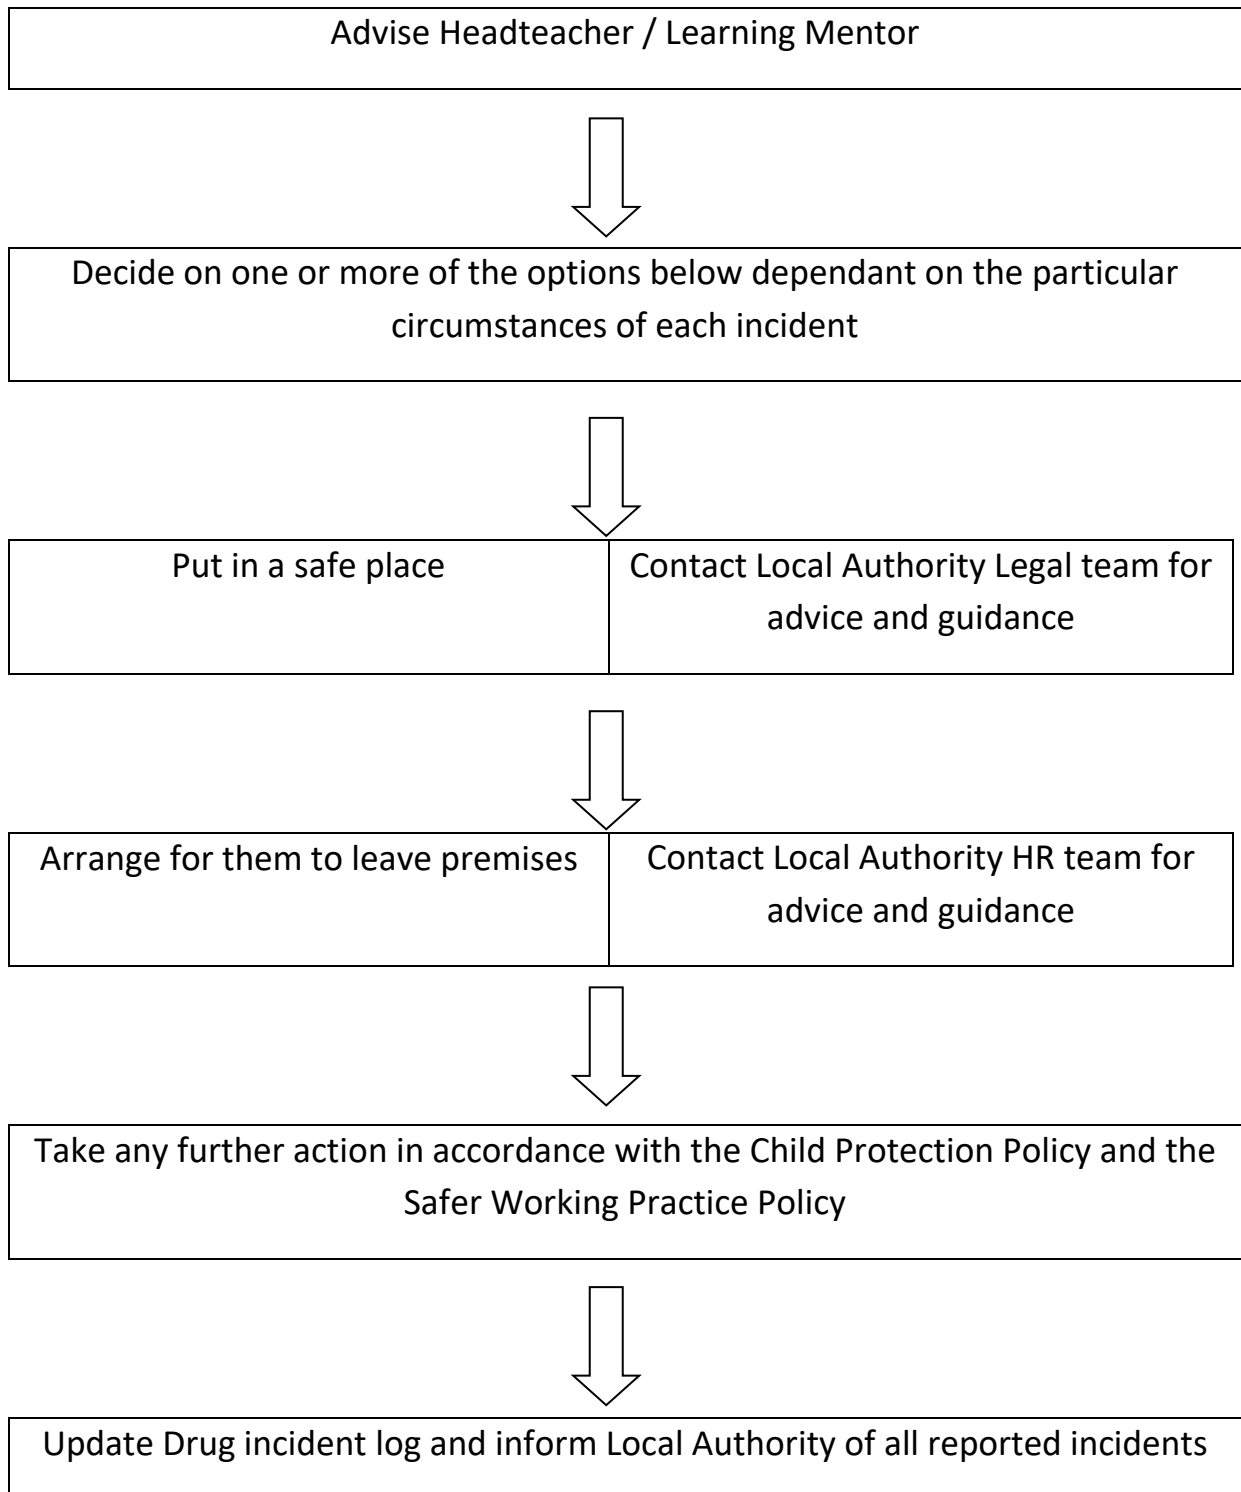 Advise Headteacher / Learning Mentor
Decide on one or more of the options below dependant on the particular
circumstances of each incident
Put in a safe place
Contact Local Authority Legal team for
advice and guidance
Arrange for them to leave premises
Contact Local Authority HR team for
advice and guidance
Take any further action in accordance with the Child Protection Policy and the
Safer Working Practice Policy
Update Drug incident log and inform Local Authority of all reported incidents